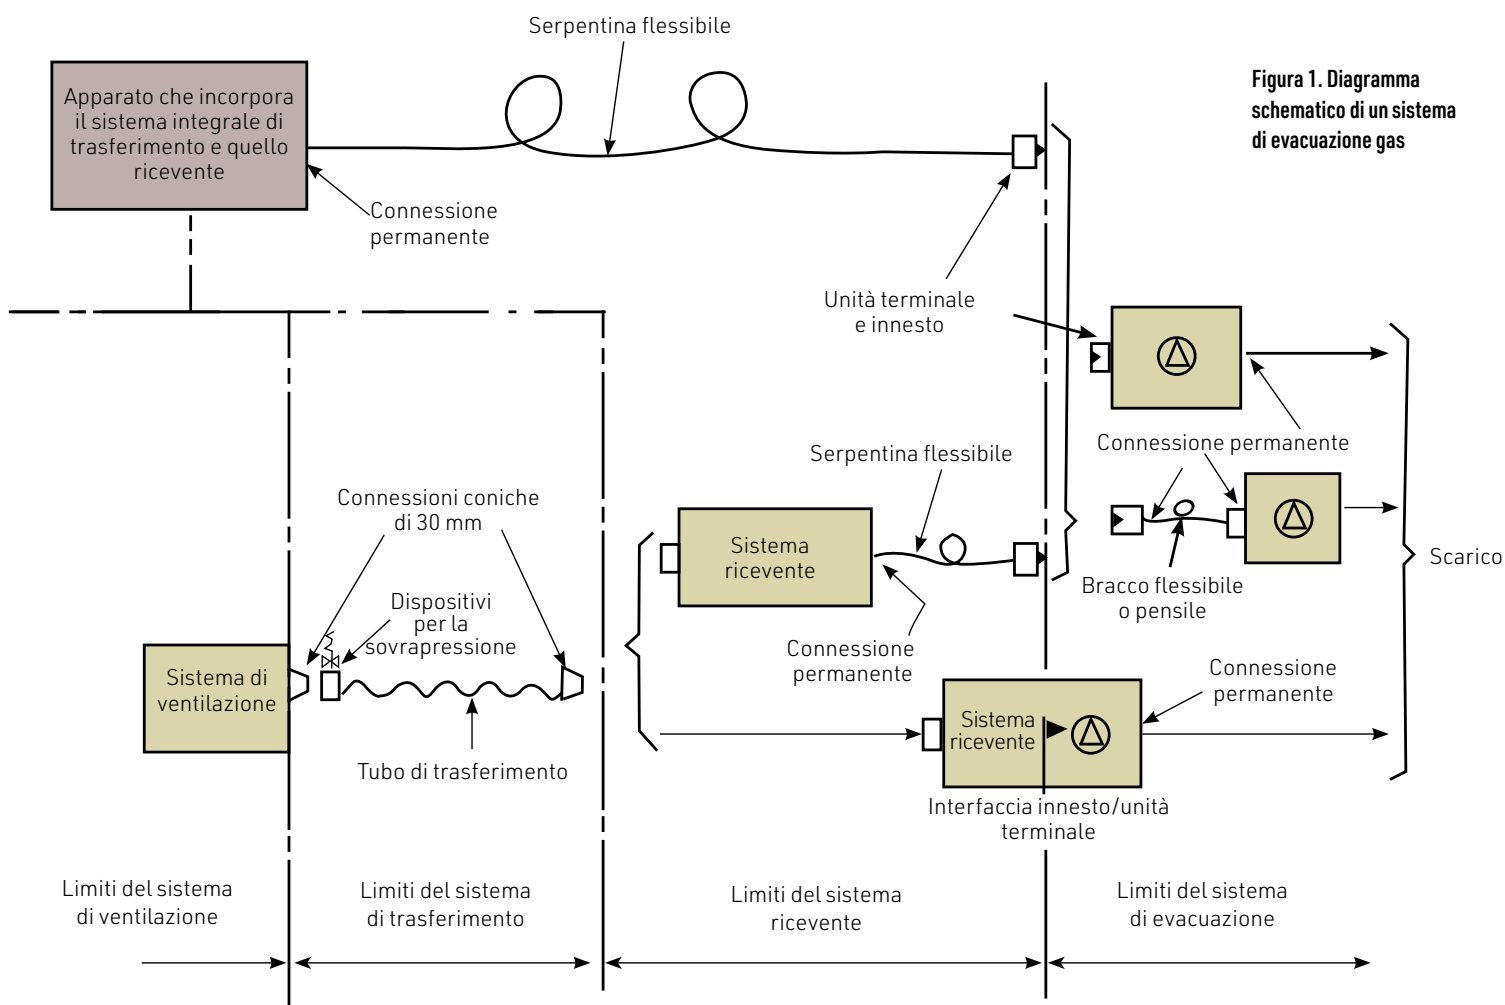 Serpentina flessibile
Figura 1. Diagramma
schematico di un sistema
di evacuazione gas
Apparato che incorpora
il sistema integrale di
trasferimento e quello
ricevente
Connessione
permanente
Unità terminale
e innesto
Connessione permanente
Serpentina flessibile
Connessioni coniche
di 30 mm
Sistema
ricevente
Scarico
Bracco flessibile
o pensile
Dispositivi
per la
sovrapressione
Connessione
permanente
Sistema di
ventilazione
Connessione
permanente
Sistema
ricevente
Tubo di trasferimento
Interfaccia innesto/unità
terminale
Limiti del sistema
di ventilazione
Limiti del sistema
di trasferimento
Limiti del sistema
ricevente
Limiti del sistema
di evacuazione